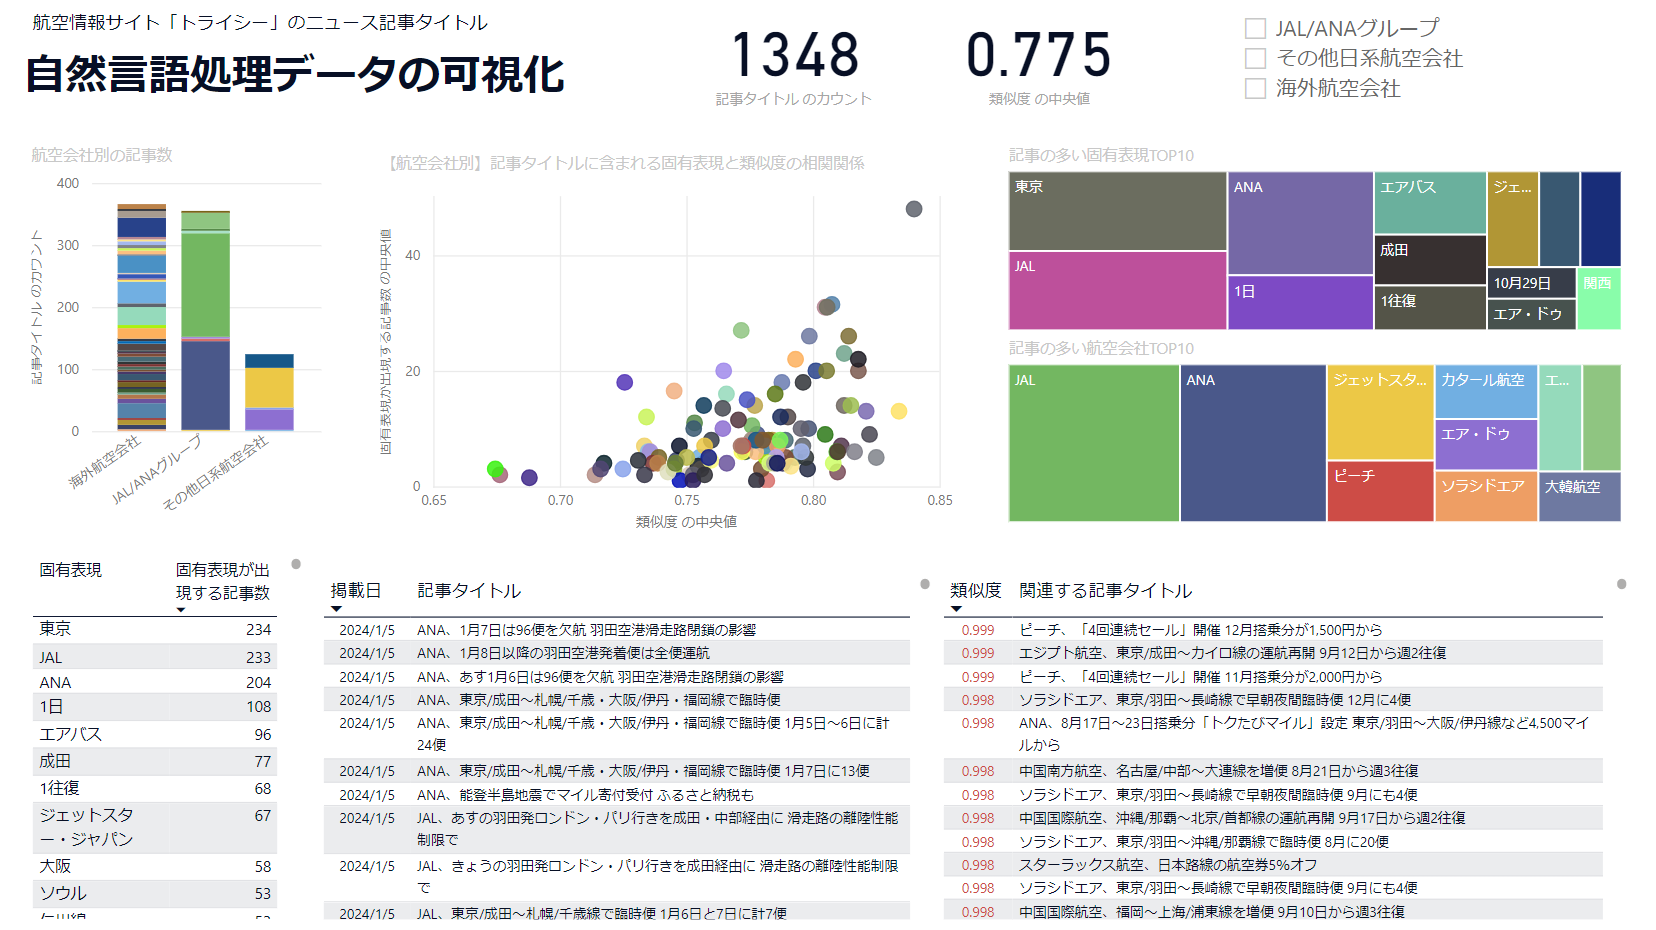 航空情報サイト「トライシー」のニュース記事タイトル
自然言語処理データの可視化
1348
記事タイトル のカウント
0.775
類似度 の中央値
JAL/ANAグループ
その他日系航空会社
海外航空会社
航空会社別の記事数
記事タイトル のカウント
400
300
200
100
0
海外航空会社
JAL/ANAグループ
その他日系航空会社
【航空会社別】記事タイトルに含まれる固有表現と類似度の相関関係
固有表現が出現する記事数 の中央値
40
20
0
0.65
0.70
0.75
0.80
0.85
類似度 の中央値
記事の多い固有表現TOP10
東京
JAL
ANA
1日
エアバス
成田
1往復
ジェ...
10月29日
エア・ドゥ
関西
記事の多い航空会社TOP10
JAL
ANA
ジェットスタ...
ピーチ
カタール航空
エア・ドゥ
ソラシドエア
エ...
大韓航空
固有表現 固有表現が出現する記事数
東京 234
JAL 233
ANA 204
1日 108
エアバス 96
成田 77
1往復 68
ジェットスター・ジャパン 67
大阪 58
ソウル 53
掲載日 記事タイトル
2024/1/5 ANA、1月7日は96便を欠航 羽田空港滑走路閉鎖の影響
2024/1/5 ANA、1月8日以降の羽田空港発着便は全便運航
2024/1/5 ANA、あす1月6日は96便を欠航 羽田空港滑走路閉鎖の影響
2024/1/5 ANA、東京/成田〜札幌/千歳・大阪/伊丹・福岡線で臨時便
2024/1/5 ANA、東京/成田〜札幌/千歳・大阪/伊丹・福岡線で臨時便 1月5日〜6日に計
24便
2024/1/5 ANA、東京/成田〜札幌/千歳・大阪/伊丹・福岡線で臨時便 1月7日に13便
2024/1/5 ANA、能登半島地震でマイル寄付受付 ふるさと納税も
2024/1/5 JAL、あすの羽田発ロンドン・パリ行きを成田・中部経由に 滑走路の離陸性能
制限で
2024/1/5 JAL、きょうの羽田発ロンドン・パリ行きを成田経由に 滑走路の離陸性能制限
で
2024/1/5 JAL、東京/成田〜札幌/千歳線で臨時便 1月6日と7日に計7便
類似度 関連する記事タイトル
0.999 ピーチ、「4回連続セール」開催 12月搭乗分が1,500円から
0.999 エジプト航空、東京/成田〜カイロ線の運航再開 9月12日から週2往復
0.999 ピーチ、「4回連続セール」開催 11月搭乗分が2,000円から
0.998 ソラシドエア、東京/羽田〜長崎線で早朝夜間臨時便 12月に4便
0.998 ANA、8月17日〜23日搭乗分「トクたびマイル」設定 東京/羽田〜大阪/伊丹線など4,500マイ
ルから
0.998 中国南方航空、名古屋/中部〜大連線を増便 8月21日から週3往復
0.998 ソラシドエア、東京/羽田〜長崎線で早朝夜間臨時便 9月にも4便
0.998 中国国際航空、沖縄/那覇〜北京/首都線の運航再開 9月17日から週2往復
0.998 ソラシドエア、東京/羽田〜沖縄/那覇線で臨時便 8月に20便
0.998 スターラックス航空、日本路線の航空券5%オフ
0.998 ソラシドエア、東京/羽田〜長崎線で早朝夜間臨時便 9月にも4便
0.998 中国国際航空、福岡〜上海/浦東線を増便 9月10日から週3往復